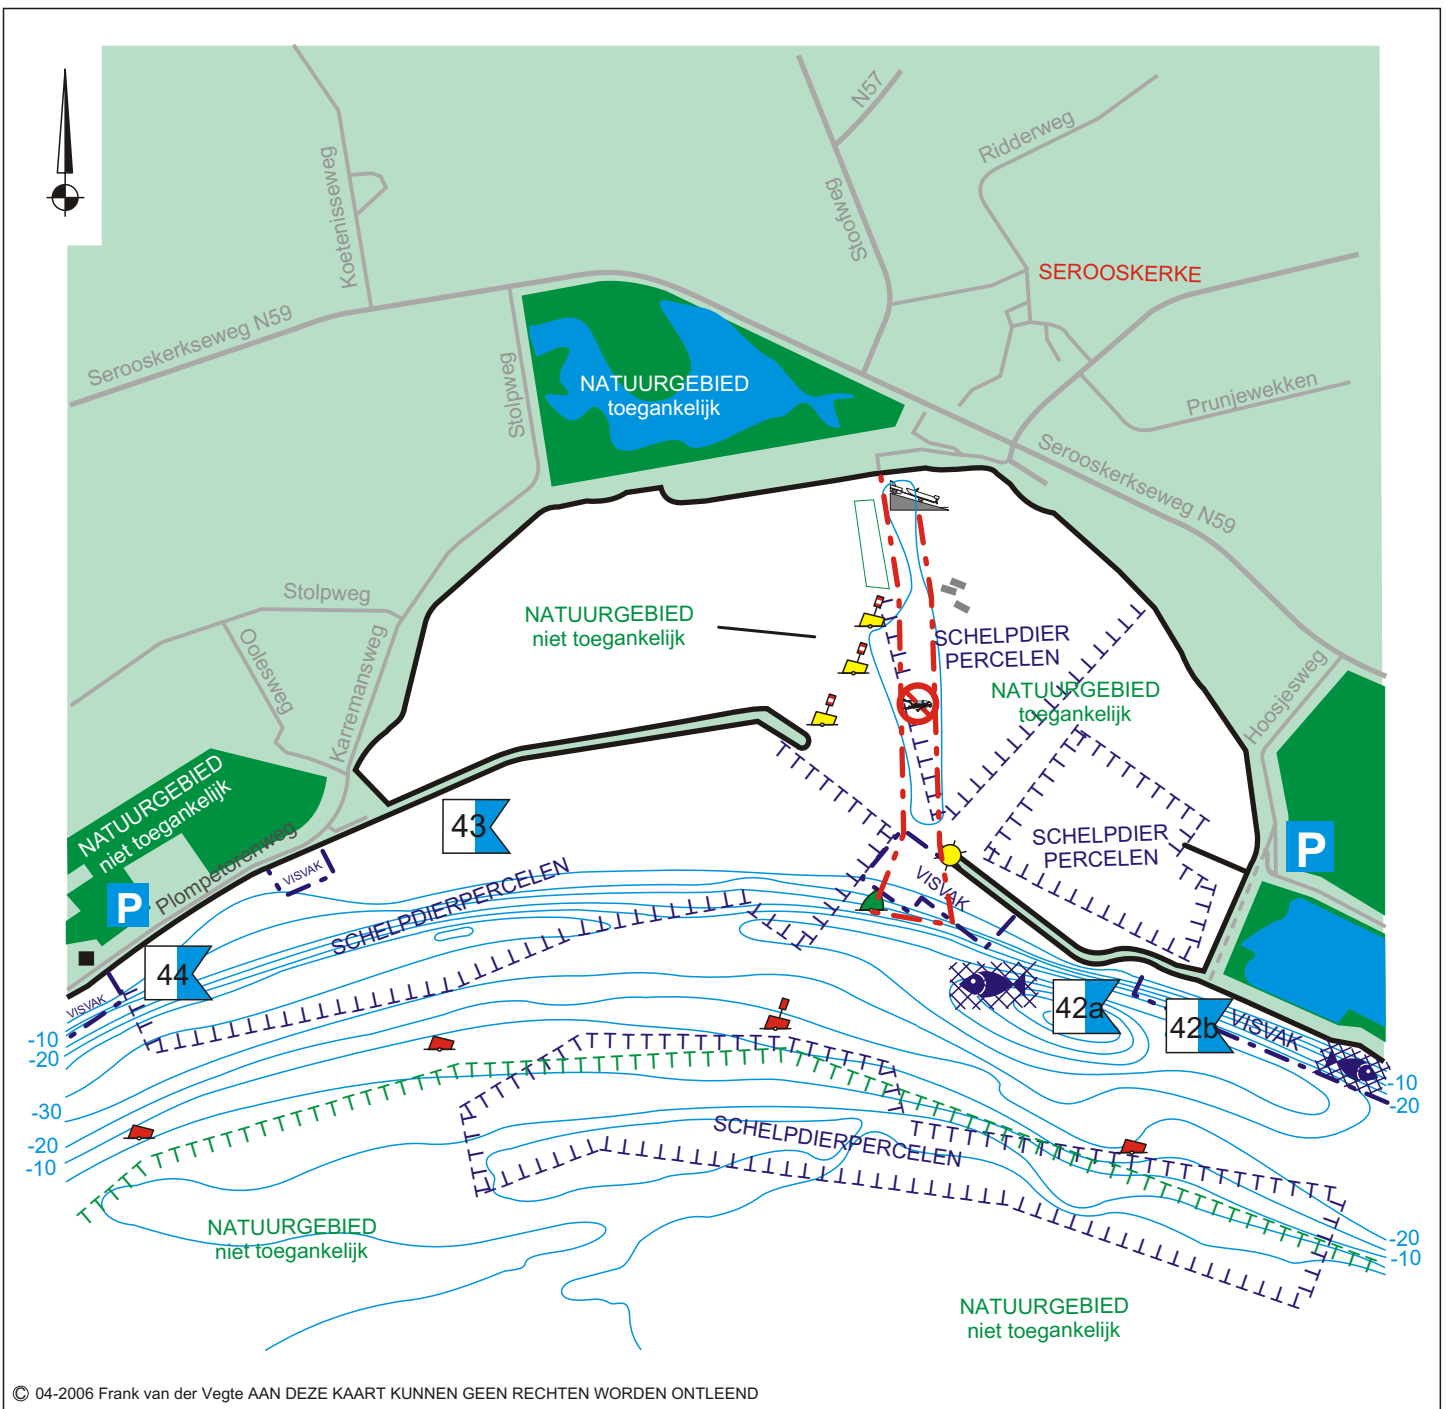 N57
Ridderweg
Koetenisseweg
Stoofweg
SEROOSKERKE
Serooskerkseweg N59
Stolpweg
NATUURGEBIED
toegankelijk
Prunjewekken
Serooskerkseweg N59
Stolpweg
Oolesweg
Karremansweg
NATUURGEBIED
niet toegankelijk
SCHELPDIER
PERCELEN
NATUURGEBIED
toegankelijk
Hoosjesweg
NATUURGEBIED
niet toegankelijk
43
SCHELPDIER
PERCELEN
P
Plompetorenweg
VISVAK
P
SCHELPDIERPERCELEN
VISVAK
44
VISVAK
42a
42b
VISVAK
-10
-20
-30
-20
-10
-10
-20
SCHELPDIERPERCELEN
NATUURGEBIED
niet toegankelijk
-20
-10
NATUURGEBIED
niet toegankelijk
© 04-2006 Frank van der Vegte AAN DEZE KAART KUNNEN GEEN RECHTEN WORDEN ONTLEEND